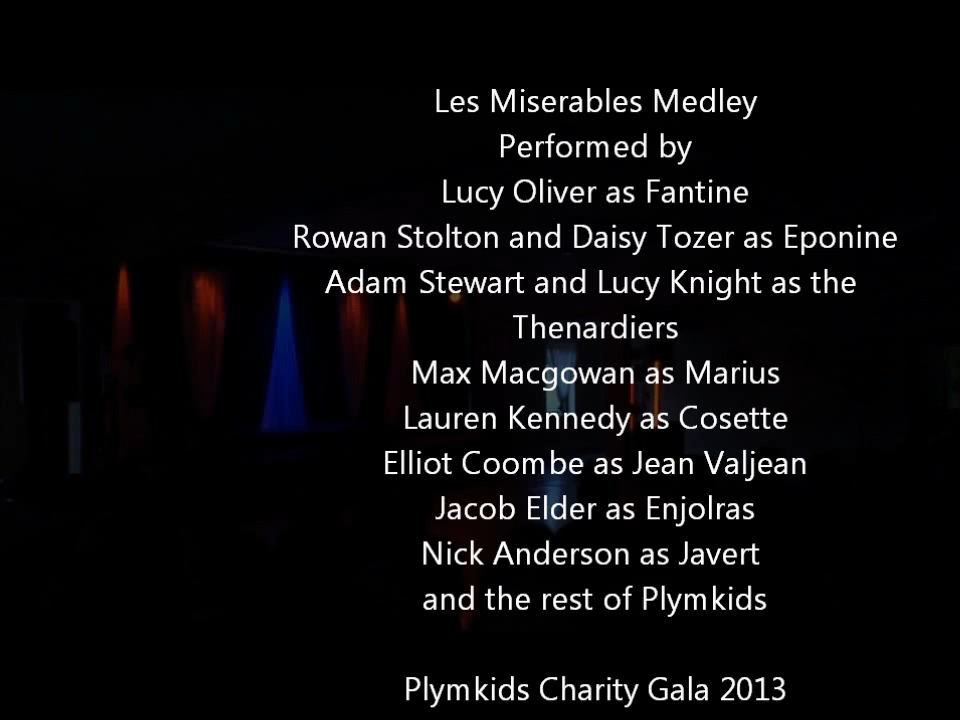 Les Miserables Medley
Performed by
Lucy Oliver as Fantine
Rowan Stolton and Daisy Tozer as Eponine
Adam Stewart and Lucy Knight as the
Thenardiers
Max Macgowan as Marius
Lauren Kennedy as Cosette
Elliot Coombe as Jean Valjean
Jacob Elder as Enjolras
Nick Anderson as Javert
and the rest of Plymkids
Plymkids Charity Gala 2013